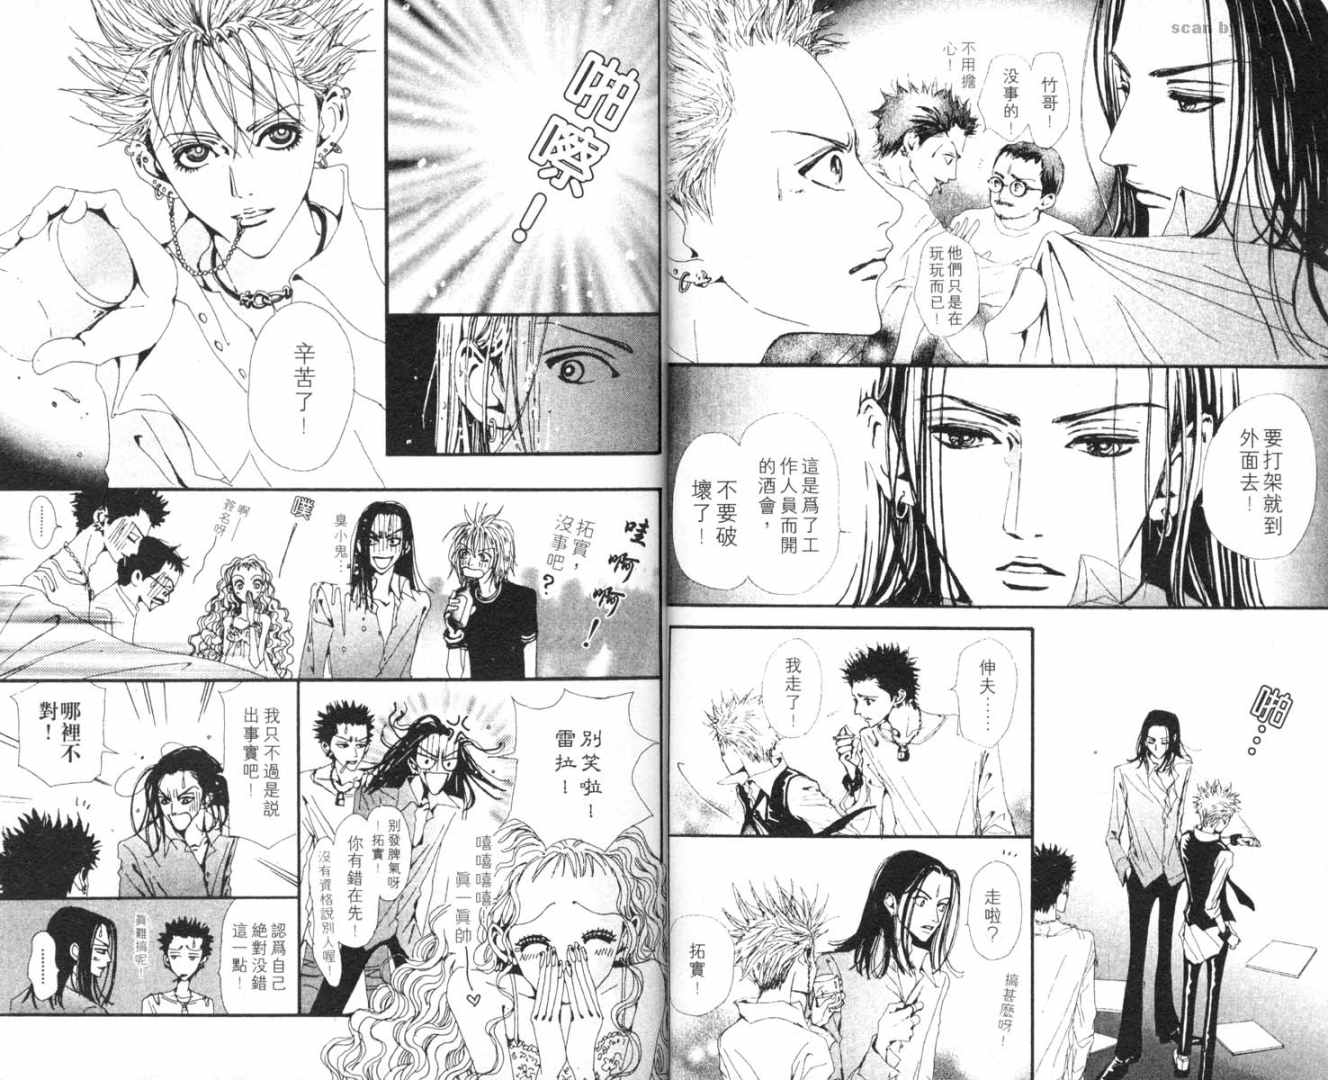 scan by
竹哥！
沒事的！
不用擔
心！
他們只是在
玩玩而已！
要打架就到
外面去！
這是爲了工
作人員而開
的酒會，
不要破
壞了！
啪…
伸夫……
我走了！
走啦？
搞甚麼呀！
拓實！
啪嚓！
辛苦了！
哇啊啊！
拓實，
沒事吧？
臭小鬼…
噗—
啊—
簽名呀
………
別笑啦！
雷拉！
嘻嘻嘻嘻！
真一真帥
別發脾氣呀
！拓實！
你有錯在先！
沒有資格說別人喔！
我只不過是説
出事實吧！
哪裡不
對！
認爲自己
絕對沒錯
這一點！
真難搞呢！
………